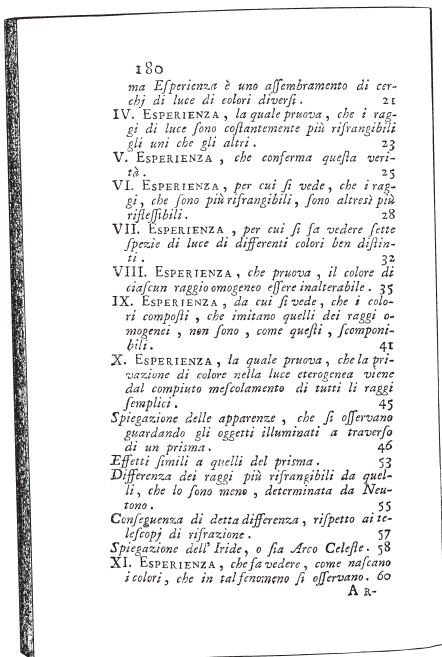 180
ma Eſperienza è uno aſſembramento di cer-
chj di luce di eolori diverſi. 21
IV. ESPERIENZA, la quale pruova, che i rag-
gi di luce ſono coſtantemente più rifrangibili
gli uni che gli altri. 23
V. ESPERIENZA, che conferma queſta veri-
tà. 25
VI. ESPERIENZA, per cui ſi vede, che i rag-
gi, che ſono più rifrangibili, ſono altresì più
rifleſſibili. 28
VII. ESPERIENZA, per cui ſi fa vedere ſette
ſpezie di luce di differenti colori ben diſtin-
ti. 32
VIII. ESPERIENZA, che pruova, il colore di
ciaſcun raggio omogeneo eſſere inalterabile. 35
IX. ESPERIENZA, da cui ſi vede, che i colo-
ri compoſti, che imitano quelli dei raggi o-
mogenei, non ſono, come queſti, ſcomponi-
bili. 41
X. ESPERIENZA, la quale pruova, che la pri-
vazione di colore nella luce eterogenea viene
dal compiuto meſcolamento di tutti li raggi
ſemplici. 45
Spiegazione delle apparenze, che ſi oſſervano
guardando gli oggetti illuminati a traverſo
di un prisma. 46
Effetti ſimili a quelli del prisma. 53
Differenza dei raggi più rifrangibili da quel-
li, che lo ſono meno, determinata da Neu-
tono. 55
Conſeguenza di detta differenza, riſpetto ai te-
leſcopj di rifrazione. 57
Spiegazione dell' Iride, o ſia Arco Celeſte. 58
XI. ESPERIENZA, che fa vedere, come naſcano
i colori, che in tal fenomeno ſi oſſervano. 60
AR-